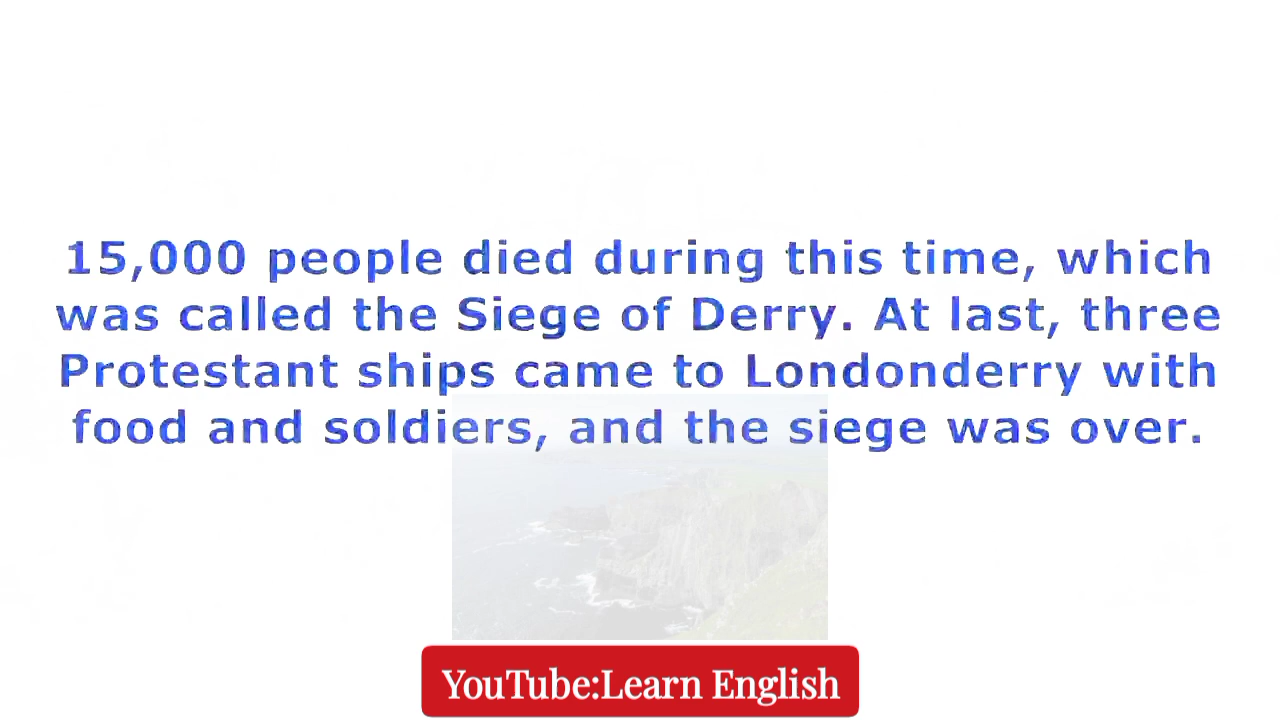 15,000 people died during this time, which
was called the Siege of Derry. At last, three
Protestant ships came to Londonderry with
food and soldiers, and the siege was over.
YouTube:Learn English